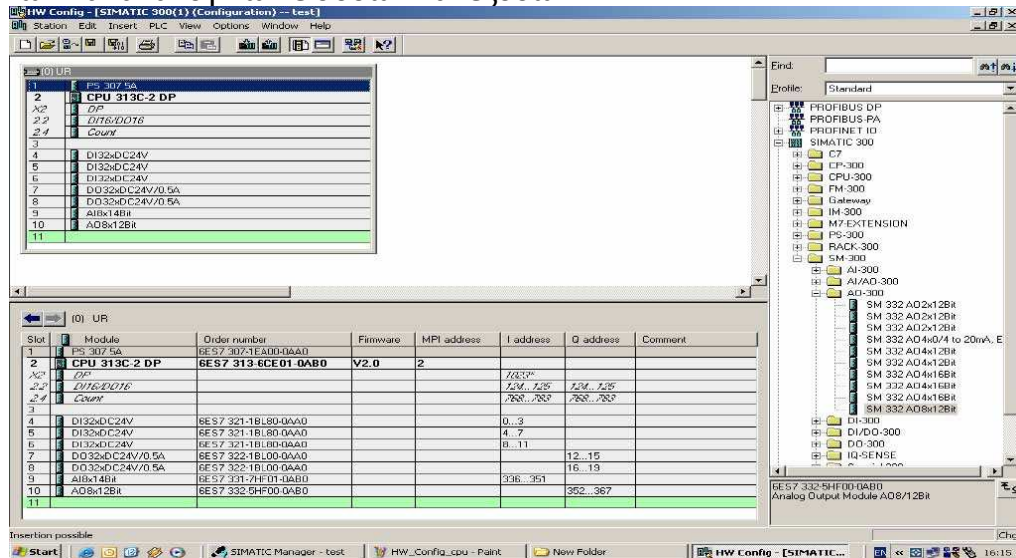 HW Config - [SIMATIC 300(1) (Configuration) -- test]
Station Edit Insert PLC View Options Window Help
(0) UR
1 PS 307 5A
2 CPU 313C-2 DP
X2 DP
2.2 DI16/DO16
2.4 Count
3
4 DI32xDC24V
5 DI32xDC24V
6 DI32xDC24V
7 DO32xDC24V/0.5A
8 DO32xDC24V/0.5A
9 AI8x14Bit
10 AO8x12Bit
11
Find:
Profile: Standard
PROFIBUS DP
PROFIBUS-PA
PROFINET IO
SIMATIC 300
C7
CP-300
CPU-300
FM-300
Gateway
IM-300
M7-EXTENSION
PS-300
RACK-300
SM-300
AI-300
AI/AO-300
AO-300
SM 332 AO2x12Bit
SM 332 AO2x12Bit
SM 332 AO2x12Bit
SM 332 AO4x0/4 to 20mA, E
SM 332 AO4x12Bit
SM 332 AO4x12Bit
SM 332 AO4x16Bit
SM 332 AO4x16Bit
SM 332 AO4x16Bit
SM 332 AO8x12Bit
DI-300
DI/DO-300
DO-300
IQ-SENSE
6ES7 332-5HF00-0AB0
Analog Output Module AO8/12Bit
(0) UR
Slot Module Order number Firmware MPI address I address Q address Comment
1 PS 307 5A 6ES7 307-1EA00-0AA0
2 CPU 313C-2 DP 6ES7 313-6CE01-0AB0 V2.0 2
X2 DP 1023*
2.2 DI16/DO16 124...125 124...125
2.4 Count 768...783 768...783
3
4 DI32xDC24V 6ES7 321-1BL80-0AA0 0...3
5 DI32xDC24V 6ES7 321-1BL80-0AA0 4...7
6 DI32xDC24V 6ES7 321-1BL80-0AA0 8...11
7 DO32xDC24V/0.5A 6ES7 322-1BL00-0AA0 12...15
8 DO32xDC24V/0.5A 6ES7 322-1BL00-0AA0 16...19
9 AI8x14Bit 6ES7 331-7HF01-0AB0 336...351
10 AO8x12Bit 6ES7 332-5HF00-0AB0 352...367
11
Insertion possible
Chg
Start SIMATIC Manager - test HW_Config_cpu - Paint New Folder HW Config - [SIMATIC... EN 16:15